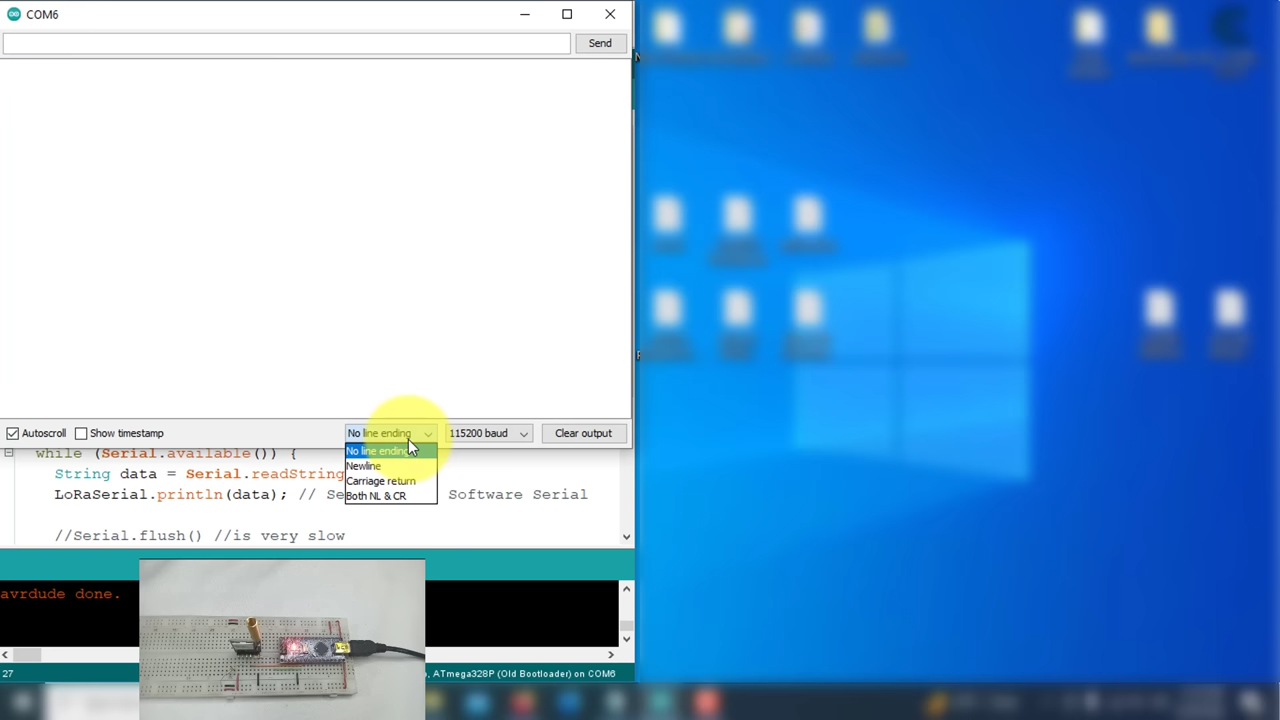 COM6
Send
Autoscroll
Show timestamp
No line ending
115200 baud
Clear output
No line ending
Newline
Carriage return
Both NL & CR
while (Serial.available()) {
String data = Serial.readString
LoRaSerial.println(data); // Se Software Serial
//Serial.flush() //is very slow
avrdude done.
27
, ATmega328P (Old Bootloader) on COM6